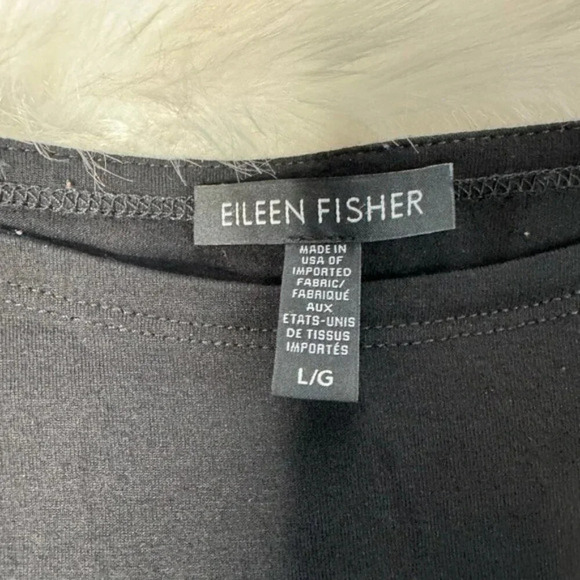 EILEEN FISHER
MADE IN
USA OF
IMPORTED
FABRIC/
FABRIQUÉ
AUX
ETATS-UNIS
DE TISSUS
IMPORTÉS
L/G